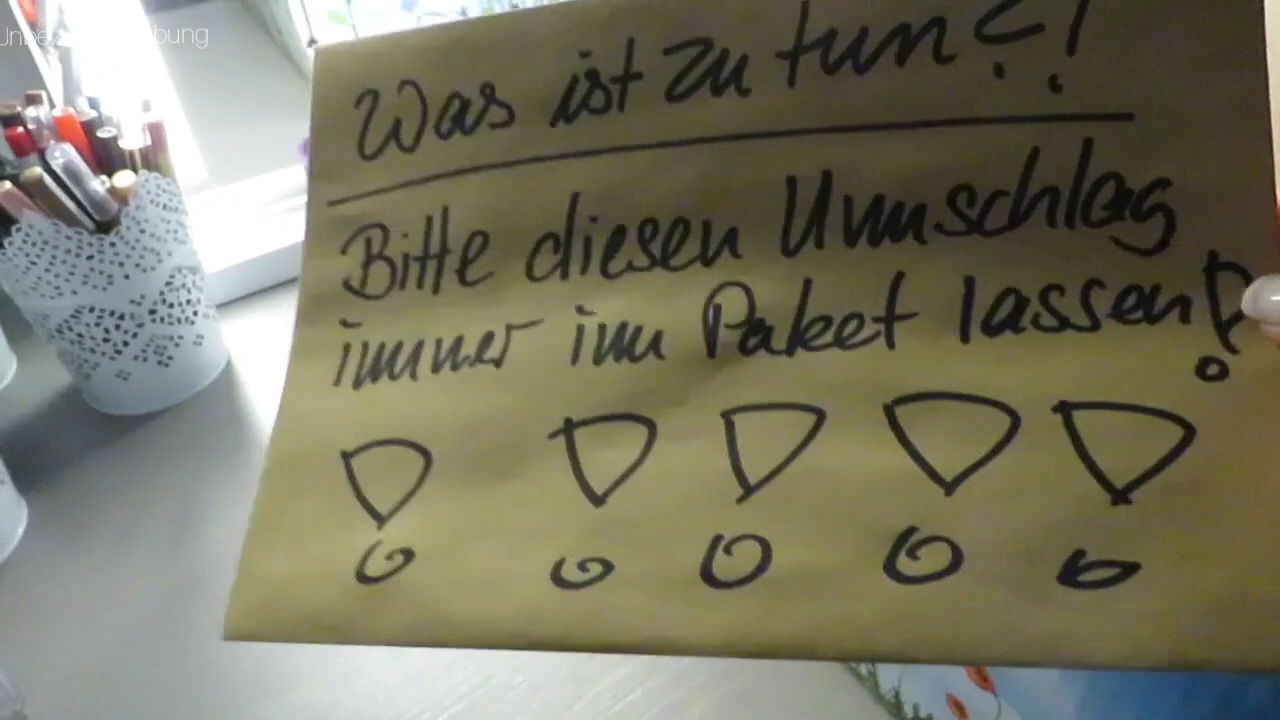 Was ist zu tun?!
Bitte diesen Umschlag
immer im Paket lassen!
! ! ! ! !